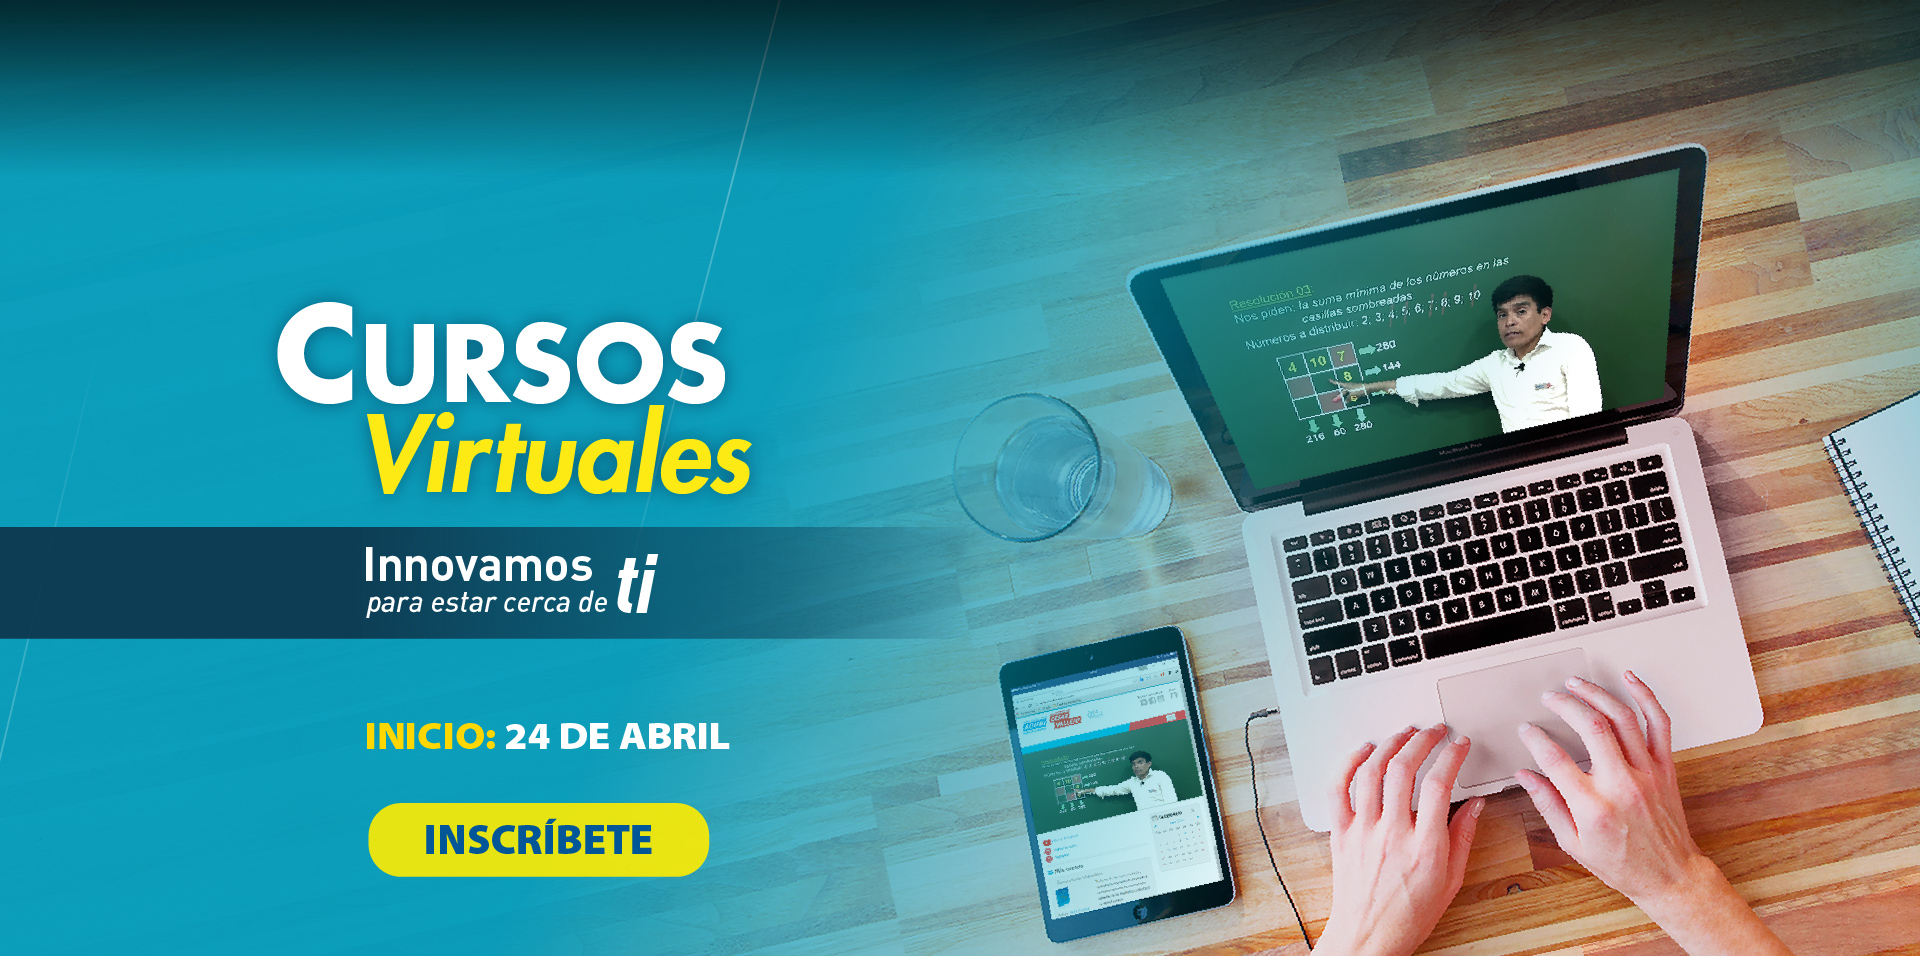 CURSOS
Virtuales
Innovamos
para estar cerca de ti
INICIO: 24 DE ABRIL
INSCRÍBETE
Resolución 03
Nos piden: la suma mínima de los números en las
casillas sombreadas
Números a distribuir: 2; 3; 4; 5; 6; 7; 8; 9; 10
4 10 7 280
8 144
216 60 280
MacBook Pro